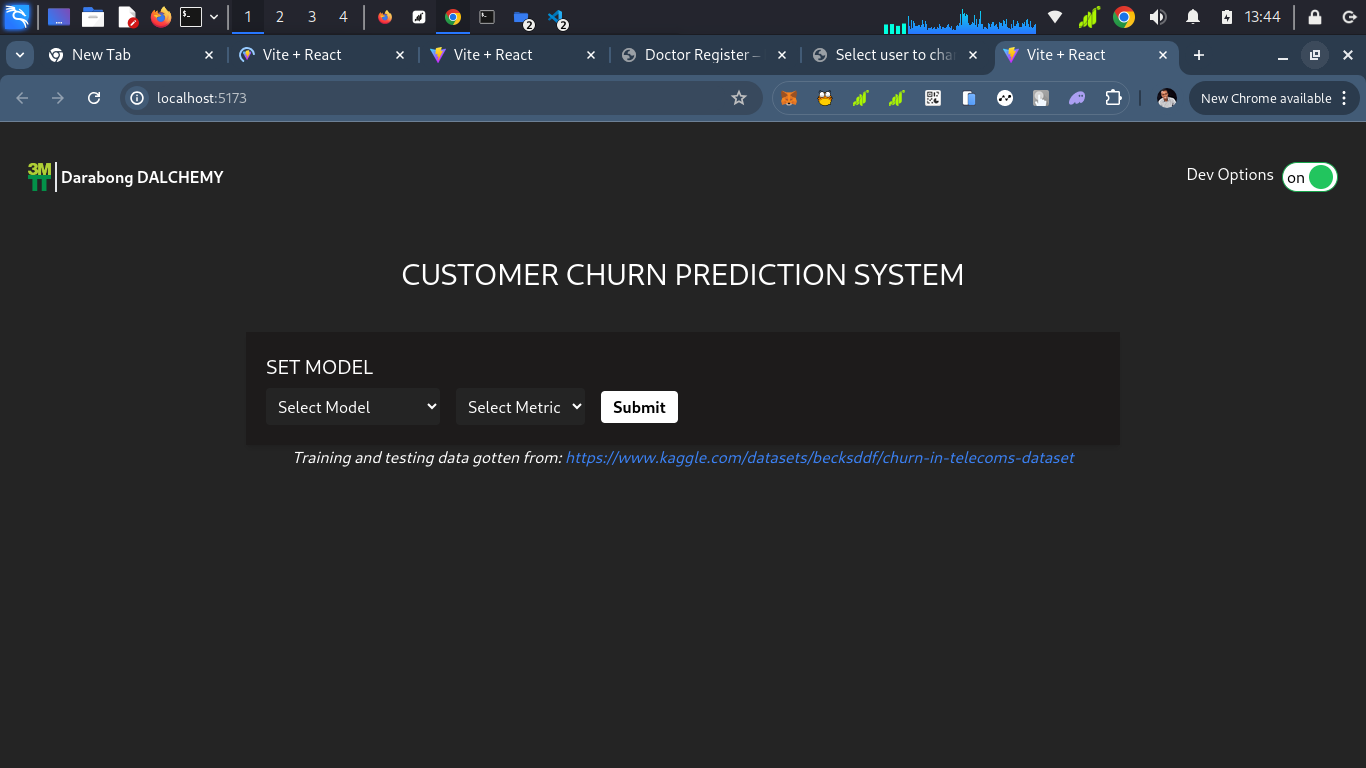 1 2 3 4 2 2 13:44
New Tab Vite + React Vite + React Doctor Register – Select user to cha Vite + React
localhost:5173 New Chrome available
3M
TT Darabong DALCHEMY Dev Options on
CUSTOMER CHURN PREDICTION SYSTEM
SET MODEL
Select Model Select Metric Submit
Training and testing data gotten from: https://www.kaggle.com/datasets/becksddf/churn-in-telecoms-dataset